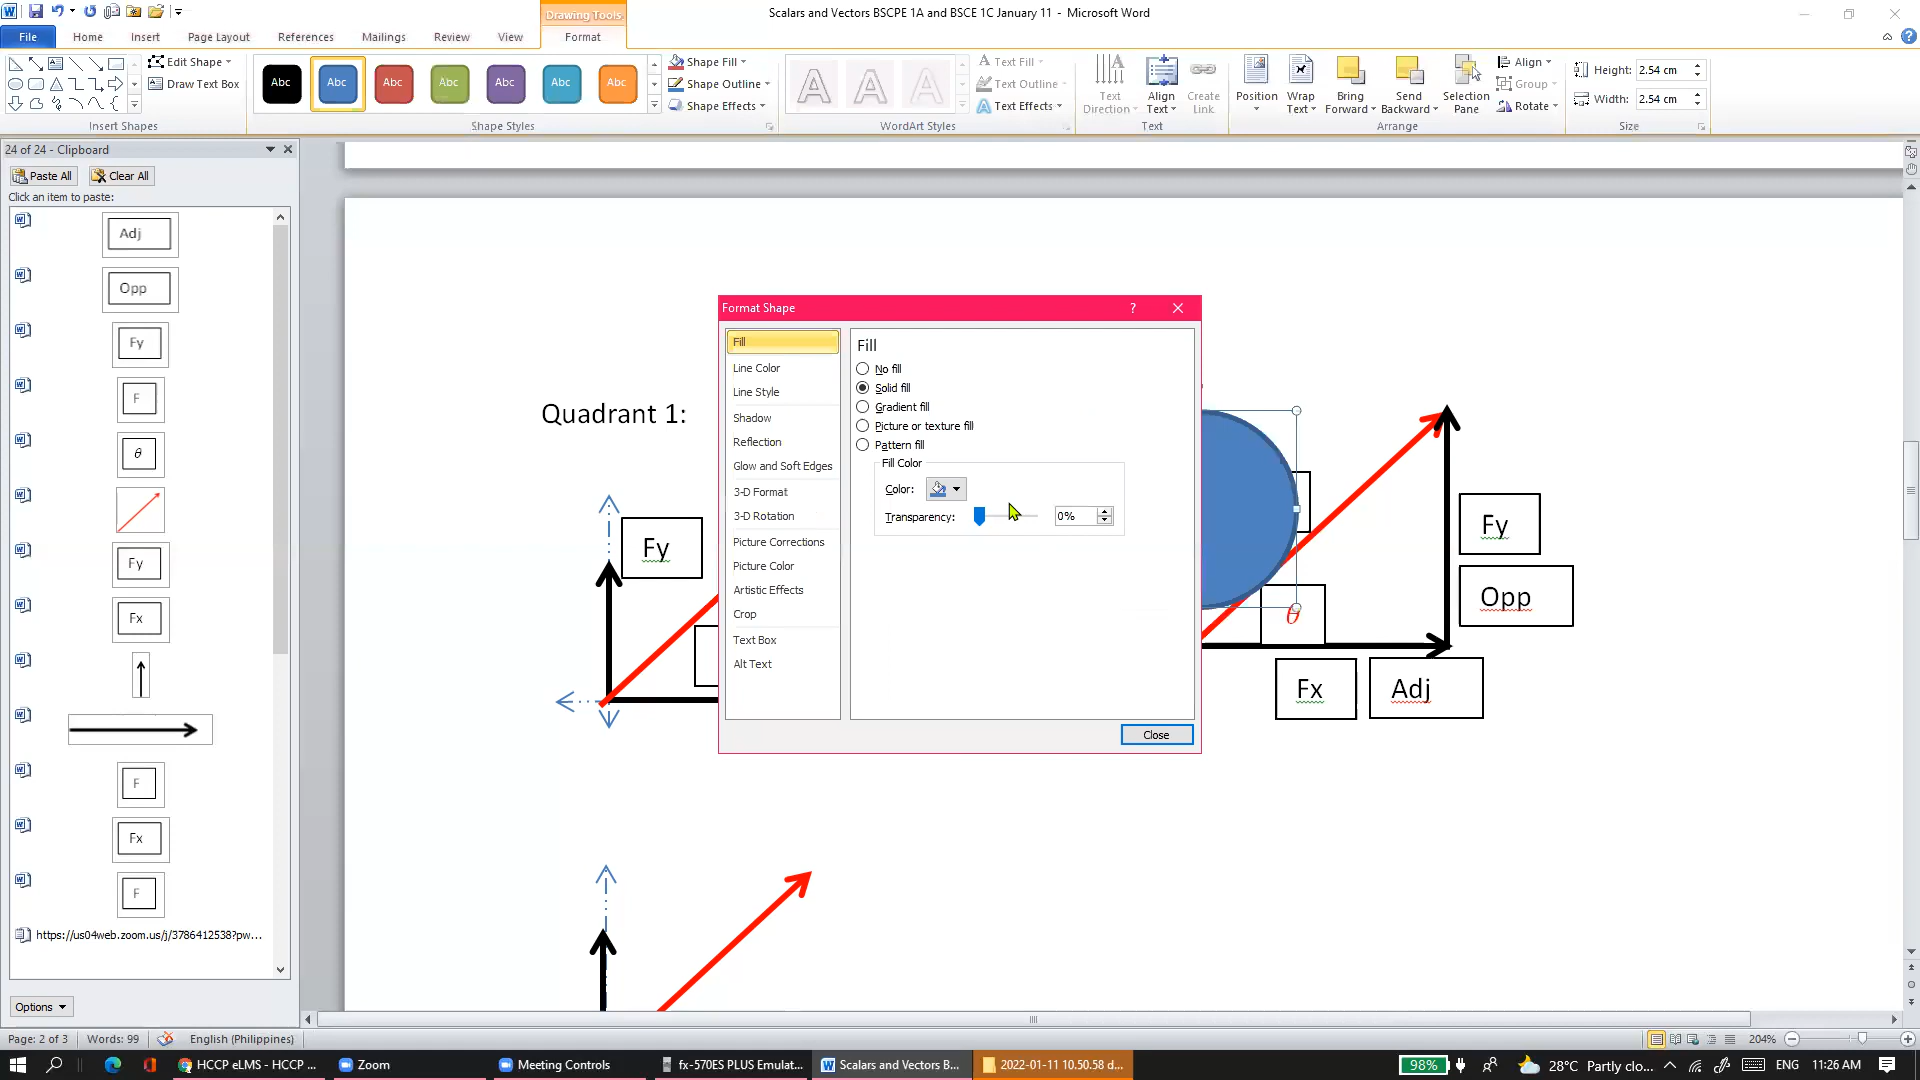 Drawing Tools
Scalars and Vectors BSCPE 1A and BSCE 1C January 11 - Microsoft Word
File Home Insert Page Layout References Mailings Review View Format
Edit Shape
Draw Text Box
Insert Shapes
Abc Abc Abc Abc Abc Abc Abc
Shape Fill
Shape Outline
Shape Effects
Shape Styles
A A A
Text Fill
Text Outline
Text Effects
WordArt Styles
Text Direction
Align Text
Create Link
Text
Position
Wrap Text
Bring Forward
Send Backward
Selection Pane
Align
Group
Rotate
Arrange
Height: 2.54 cm
Width: 2.54 cm
Size
24 of 24 - Clipboard
Paste All Clear All
Click an item to paste:
Adj
Opp
Fy
F
θ
Fy
Fx
F
Fx
F
https://us04web.zoom.us/j/3786412538?pw...
Options
Quadrant 1:
Fy
Format Shape
?
Fill
Line Color
Line Style
Shadow
Reflection
Glow and Soft Edges
3-D Format
3-D Rotation
Picture Corrections
Picture Color
Artistic Effects
Crop
Text Box
Alt Text
Fill
No fill
Solid fill
Gradient fill
Picture or texture fill
Pattern fill
Fill Color
Color:
Transparency: 0%
Close
Fy
Opp
θ
Fx
Adj
Page: 2 of 3 Words: 99 English (Philippines) 204%
HCCP eLMS - HCCP ... Zoom Meeting Controls fx-570ES PLUS Emulat... Scalars and Vectors B... 2022-01-11 10.50.58 d... 98% 28°C Partly clo... ENG 11:26 AM